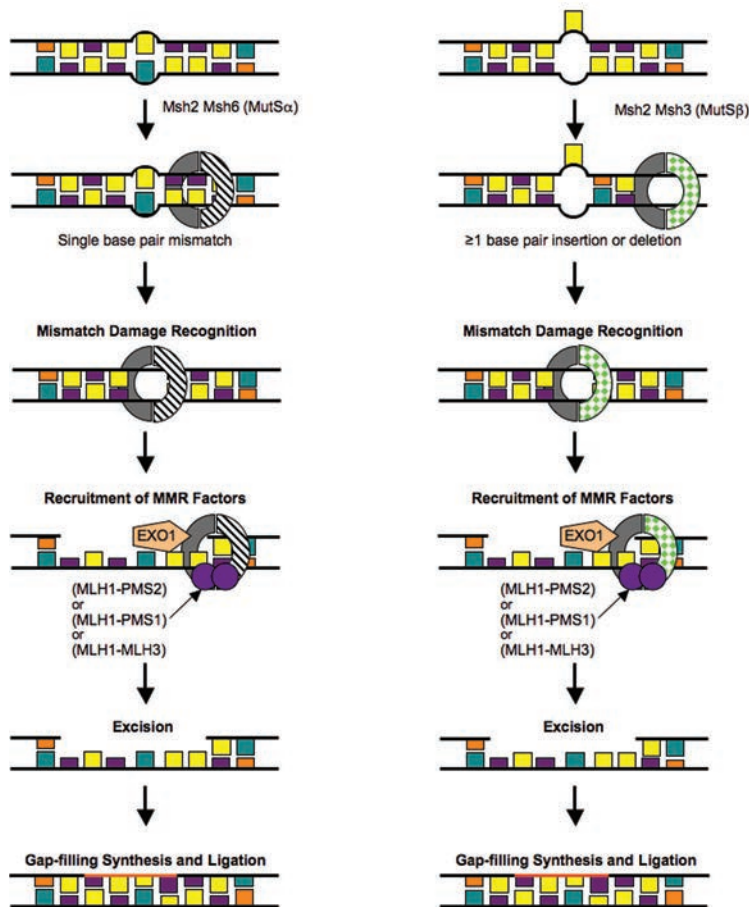 Msh2 Msh6 (MutSα)
Single base pair mismatch
Mismatch Damage Recognition
Recruitment of MMR Factors
EXO1
(MLH1-PMS2)
or
(MLH1-PMS1)
or
(MLH1-MLH3)
Excision
Gap-filling Synthesis and Ligation
Msh2 Msh3 (MutSβ)
≥1 base pair insertion or deletion
Mismatch Damage Recognition
Recruitment of MMR Factors
EXO1
(MLH1-PMS2)
or
(MLH1-PMS1)
or
(MLH1-MLH3)
Excision
Gap-filling Synthesis and Ligation